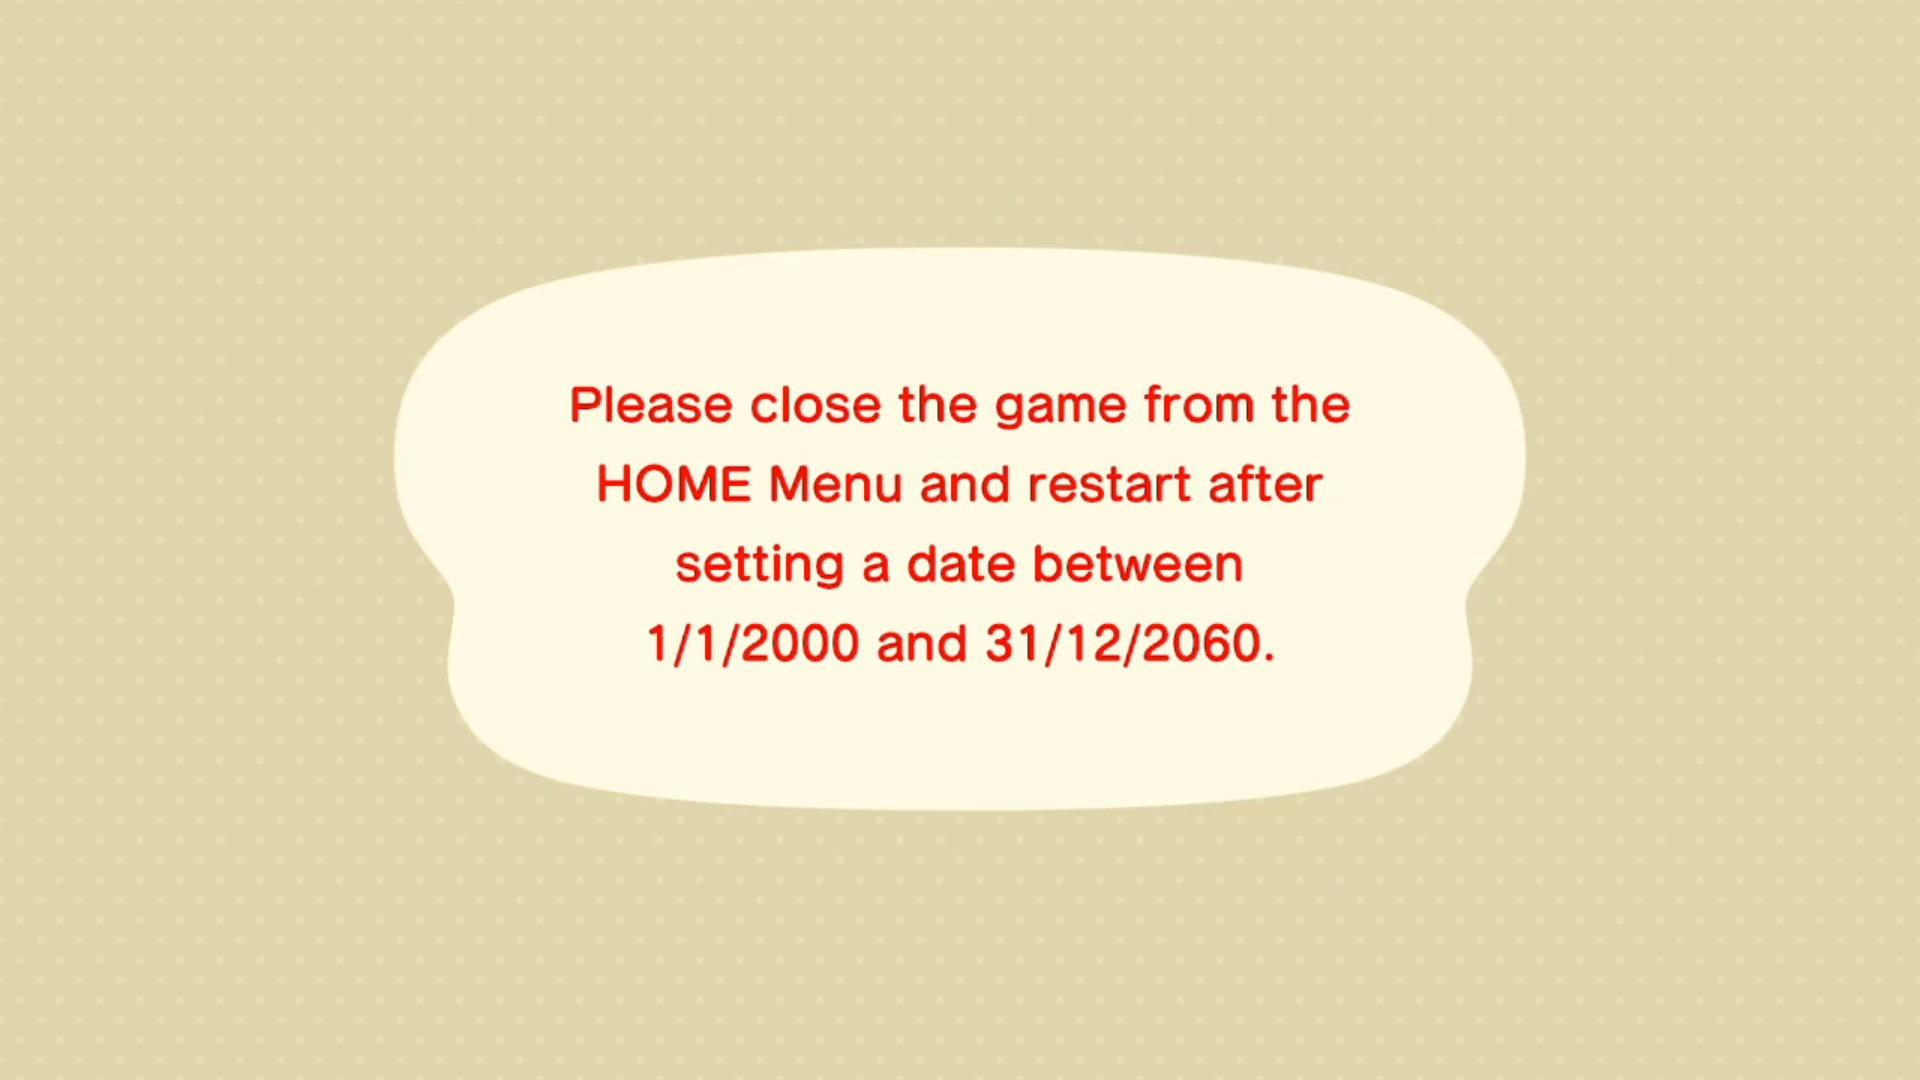 Please close the game from the
HOME Menu and restart after
setting a date between
1/1/2000 and 31/12/2060.